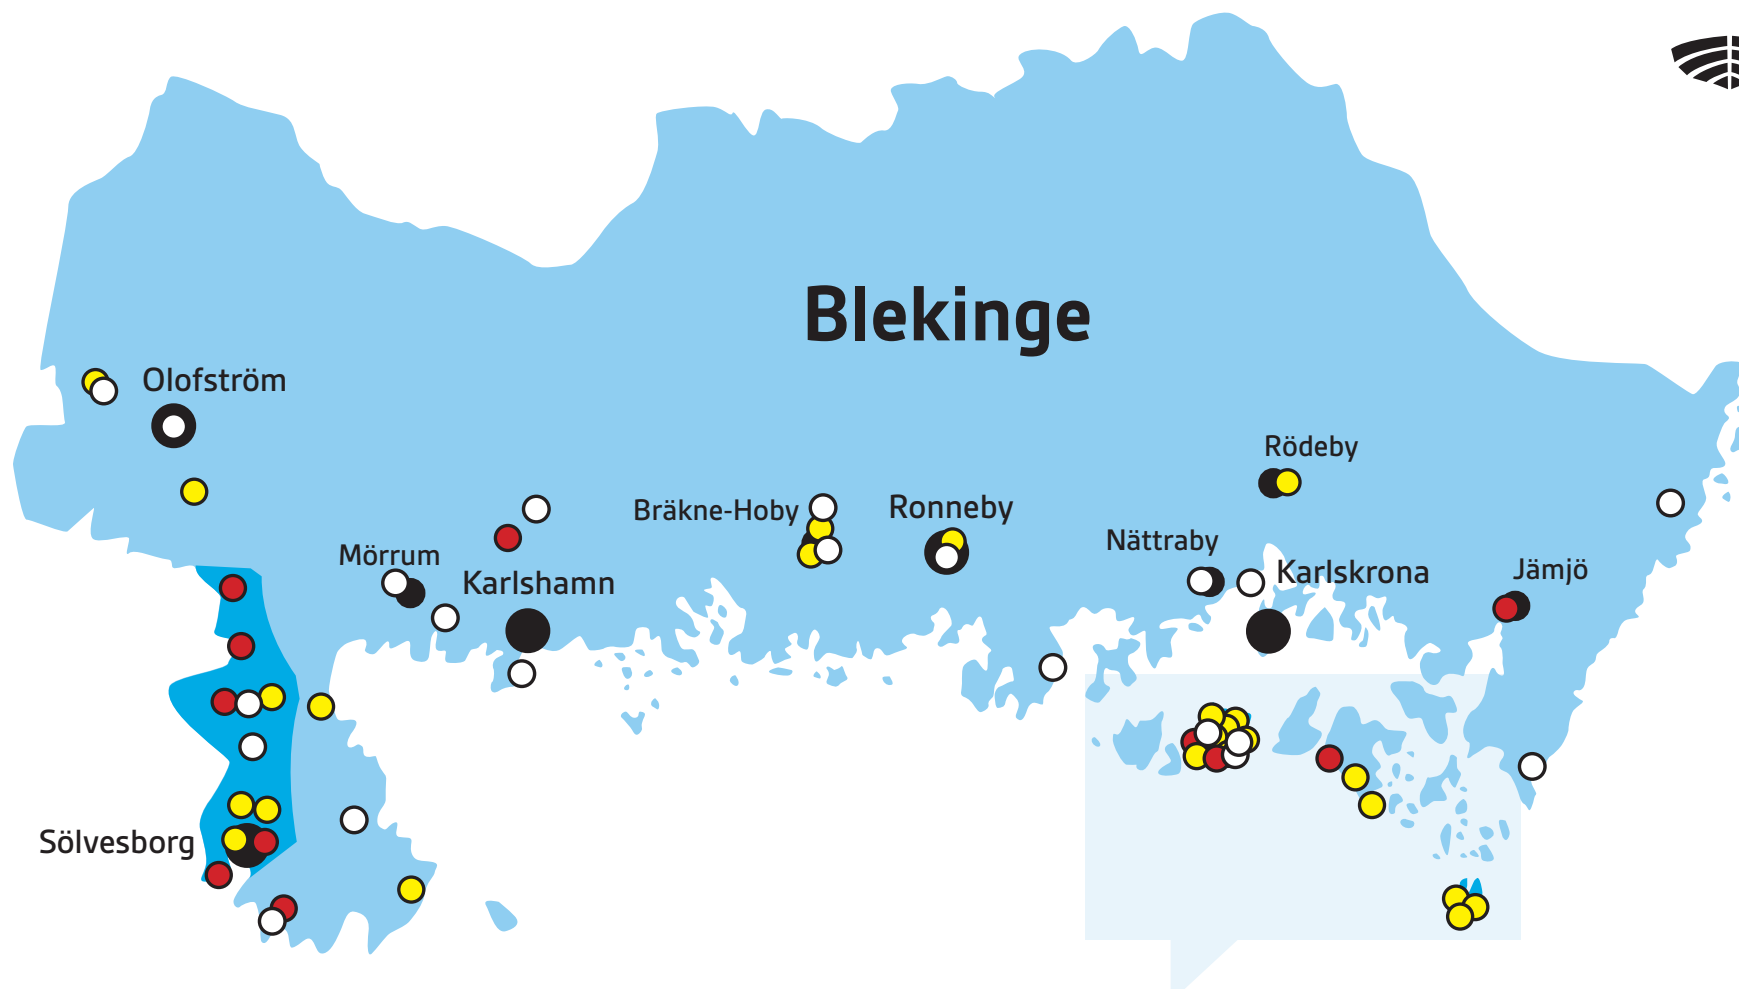 Blekinge
Olofström
Rödeby
Bräkne-Hoby
Ronneby
Nättraby
Mörrum
Karlshamn
Karlskrona
Jämjö
Sölvesborg